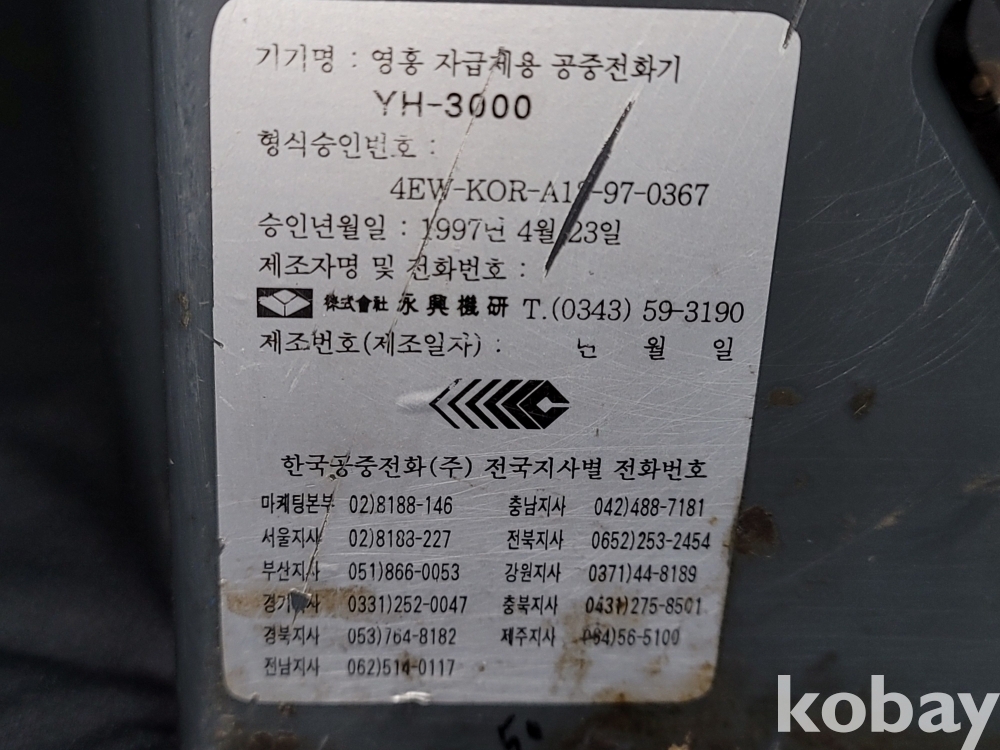 기기명 : 영흥 자급제용 공중전화기
YH-3000
형식승인번호 :
4EW-KOR-A12-97-0367
승인년월일 : 1997년 4월 23일
제조자명 및 전화번호 :
株式會社 永興機研 T.(0343) 59-3190
제조번호(제조일자) : 년 월 일
한국공중전화(주) 전국지사별 전화번호
마케팅본부 02)8188-146 충남지사 042)488-7181
서울지사 02)8188-227 전북지사 0652)253-2454
부산지사 051)866-0053 강원지사 0371)44-8189
경기지사 0331)252-0047 충북지사 0431)275-8501
경북지사 053)764-8182 제주지사 064)56-5100
전남지사 062)514-0117
kobay